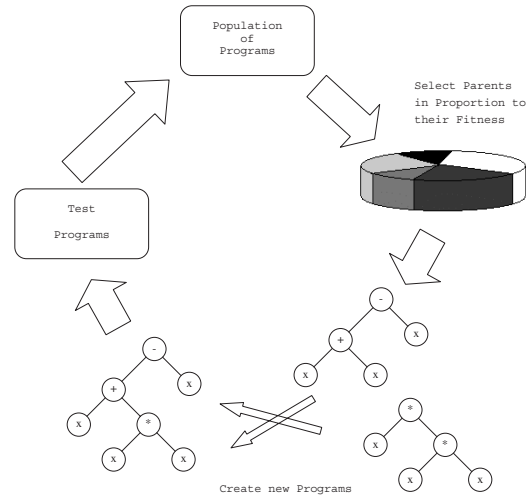 Population
of
Programs
Select Parents
in Proportion to
their Fitness
Test
Programs
-
+
x
x
x
-
+
x
x
*
x
x
*
x
*
x
x
Create new Programs